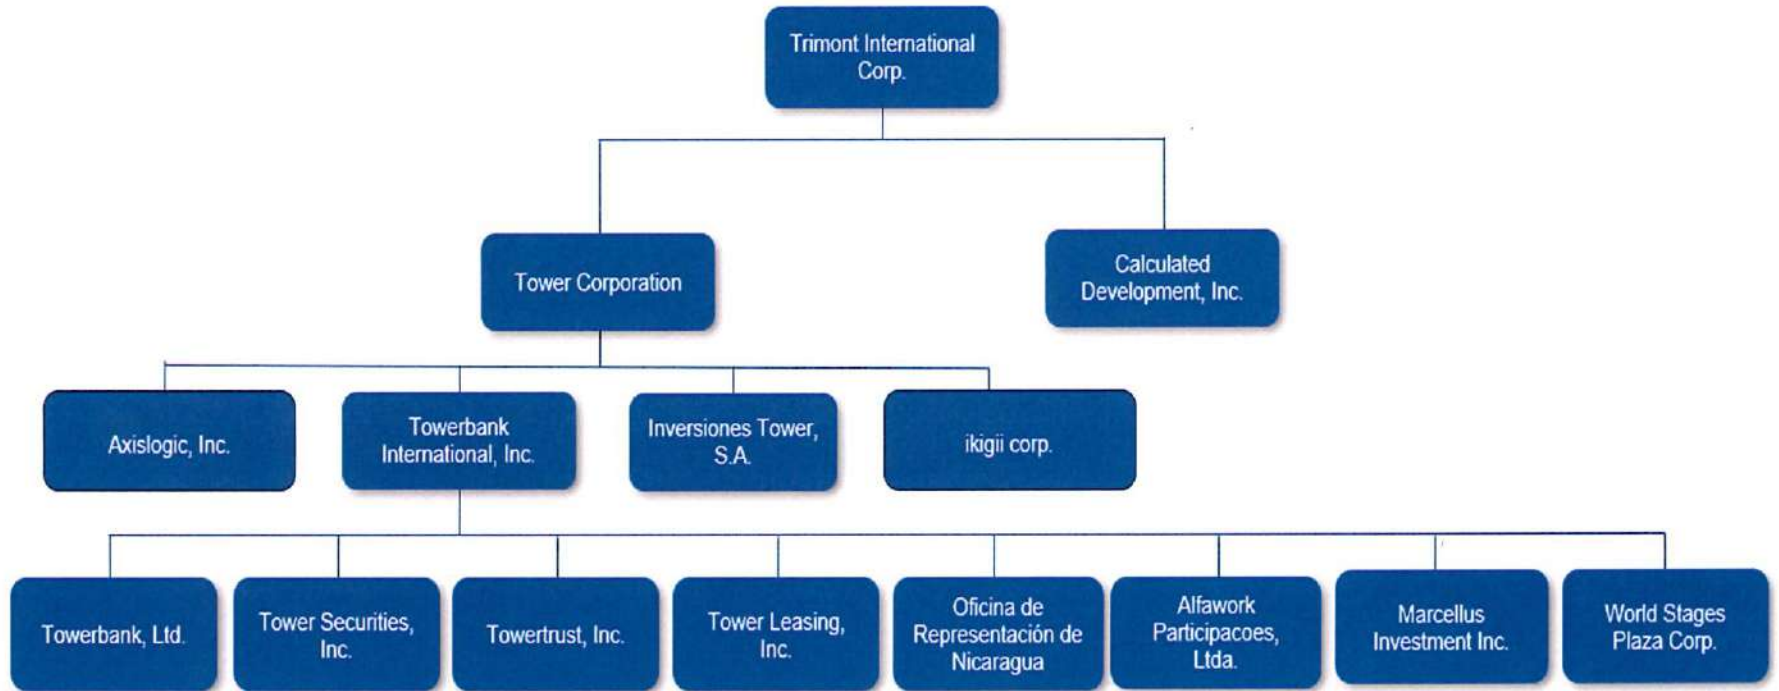 Trimont International
Corp.
Tower Corporation
Calculated
Development, Inc.
Axislogic, Inc.
Towerbank
International, Inc.
Inversiones Tower,
S.A.
ikigii corp.
Towerbank, Ltd.
Tower Securities,
Inc.
Towertrust, Inc.
Tower Leasing,
Inc.
Oficina de
Representación de
Nicaragua
Alfawork
Participacoes,
Ltda.
Marcellus
Investment Inc.
World Stages
Plaza Corp.